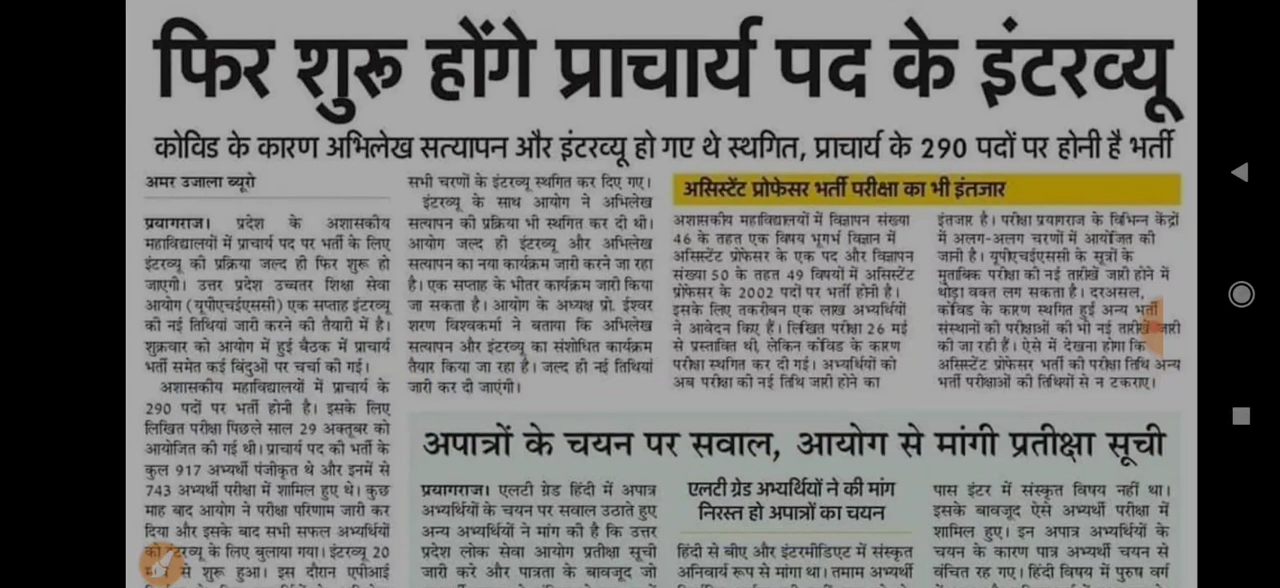 फिर शुरू होंगे प्राचार्य पद के इंटरव्यू
कोविड के कारण अभिलेख सत्यापन और इंटरव्यू हो गए थे स्थगित, प्राचार्य के 290 पदों पर होनी है भर्ती
अमर उजाला ब्यूरो
प्रयागराज। प्रदेश के अशासकीय
महाविद्यालयों में प्राचार्य पद पर भर्ती के लिए
इंटरव्यू की प्रक्रिया जल्द ही फिर शुरू हो
जाएगी। उत्तर प्रदेश उच्चतर शिक्षा सेवा
आयोग (यूपीएचईएससी) एक सप्ताह इंटरव्यू
की नई तिथियां जारी करने की तैयारी में है।
शुक्रवार को आयोग में हुई बैठक में प्राचार्य
भर्ती समेत कई बिंदुओं पर चर्चा की गई।
अशासकीय महाविद्यालयों में प्राचार्य के
290 पदों पर भर्ती होनी है। इसके लिए
लिखित परीक्षा पिछले साल 29 अक्तूबर को
आयोजित की गई थी। प्राचार्य पद की भर्ती के
कुल 917 अभ्यर्थी पंजीकृत थे और इनमें से
743 अभ्यर्थी परीक्षा में शामिल हुए थे। कुछ
माह बाद आयोग ने परीक्षा परिणाम जारी कर
दिया और इसके बाद सभी सफल अभ्यर्थियों
को इंटरव्यू के लिए बुलाया गया। इंटरव्यू 20
से शुरू हुआ। इस दौरान एपीआई
सभी चरणों के इंटरव्यू स्थगित कर दिए गए।
इंटरव्यू के साथ आयोग ने अभिलेख
सत्यापन की प्रक्रिया भी स्थगित कर दी थी।
आयोग जल्द ही इंटरव्यू और अभिलेख
सत्यापन का नया कार्यक्रम जारी करने जा रहा
है। एक सप्ताह के भीतर कार्यक्रम जारी किया
जा सकता है। आयोग के अध्यक्ष प्रो. ईश्वर
शरण विश्वकर्मा ने बताया कि अभिलेख
सत्यापन और इंटरव्यू का संशोधित कार्यक्रम
तैयार किया जा रहा है। जल्द ही नई तिथियां
जारी कर दी जाएंगी।
असिस्टेंट प्रोफेसर भर्ती परीक्षा का भी इंतजार
अशासकीय महाविद्यालयों में विज्ञापन संख्या
46 के तहत एक विषय भूगर्भ विज्ञान में
असिस्टेंट प्रोफेसर के एक पद और विज्ञापन
संख्या 50 के तहत 49 विषयों में असिस्टेंट
प्रोफेसर के 2002 पदों पर भर्ती होनी है।
इसके लिए तकरीबन एक लाख अभ्यर्थियों
ने आवेदन किए हैं। लिखित परीक्षा 26 मई
से प्रस्तावित थी, लेकिन कोविड के कारण
परीक्षा स्थगित कर दी गई। अभ्यर्थियों को
अब परीक्षा की नई तिथि जारी होने का
इंतजार है। परीक्षा प्रयागराज के विभिन्न केंद्रों
में अलग-अलग चरणों में आयोजित की
जानी है। यूपीएचईएससी के सूत्रों के
मुताबिक परीक्षा की नई तारीखें जारी होने में
थोड़ा वक्त लग सकता है। दरअसल,
कोविड के कारण स्थगित हुई अन्य भर्ती
संस्थानों की परीक्षाओं की भी नई तारीखें जारी
की जा रही हैं। ऐसे में देखना होगा कि
असिस्टेंट प्रोफेसर भर्ती की परीक्षा तिथि अन्य
भर्ती परीक्षाओं की तिथियों से न टकराए।
अपात्रों के चयन पर सवाल, आयोग से मांगी प्रतीक्षा सूची
प्रयागराज। एलटी ग्रेड हिंदी में अपात्र
अभ्यर्थियों के चयन पर सवाल उठाते हुए
अन्य अभ्यर्थियों ने मांग की है कि उत्तर
प्रदेश लोक सेवा आयोग प्रतीक्षा सूची
जारी करे और पात्रता के बावजूद जो
एलटी ग्रेड अभ्यर्थियों ने की मांग
निरस्त हो अपात्रों का चयन
हिंदी से बीए और इंटरमीडिएट में संस्कृत
अनिवार्य रूप से मांगा था। तमाम अभ्यर्थी
पास इंटर में संस्कृत विषय नहीं था।
इसके बावजूद ऐसे अभ्यर्थी परीक्षा में
शामिल हुए। इन अपात्र अभ्यर्थियों के
चयन के कारण पात्र अभ्यर्थी चयन से
वंचित रह गए। हिंदी विषय में पुरुष वर्ग